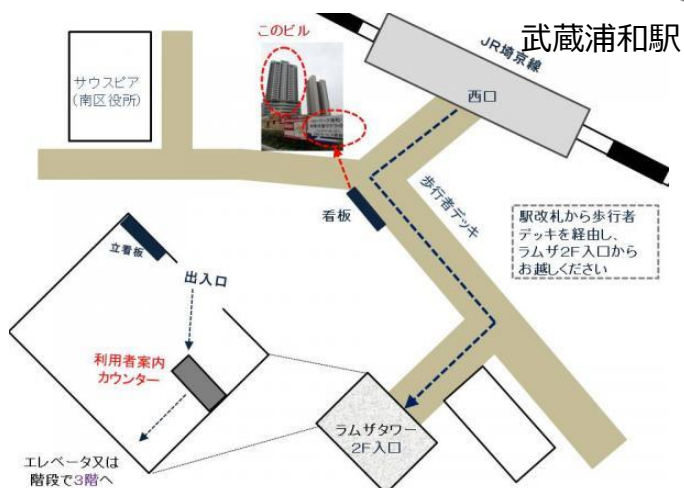 武蔵浦和駅
このビル
JR埼京線
サウスピア
(南区役所)
西口
歩行者デッキ
看板
駅改札から歩行者
デッキを経由し、
ラムザ2F入口から
お越しください
立看板
出入口
利用者案内
カウンター
ラムザタワー
2F入口
エレベータ又は
階段で3階へ